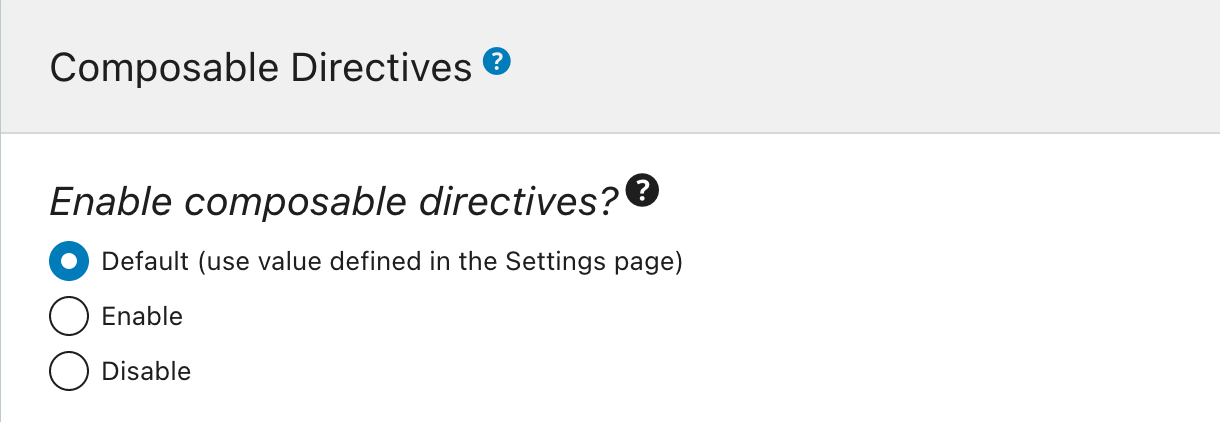 Composable Directives ?
Enable composable directives? ?
Default (use value defined in the Settings page)
Enable
Disable